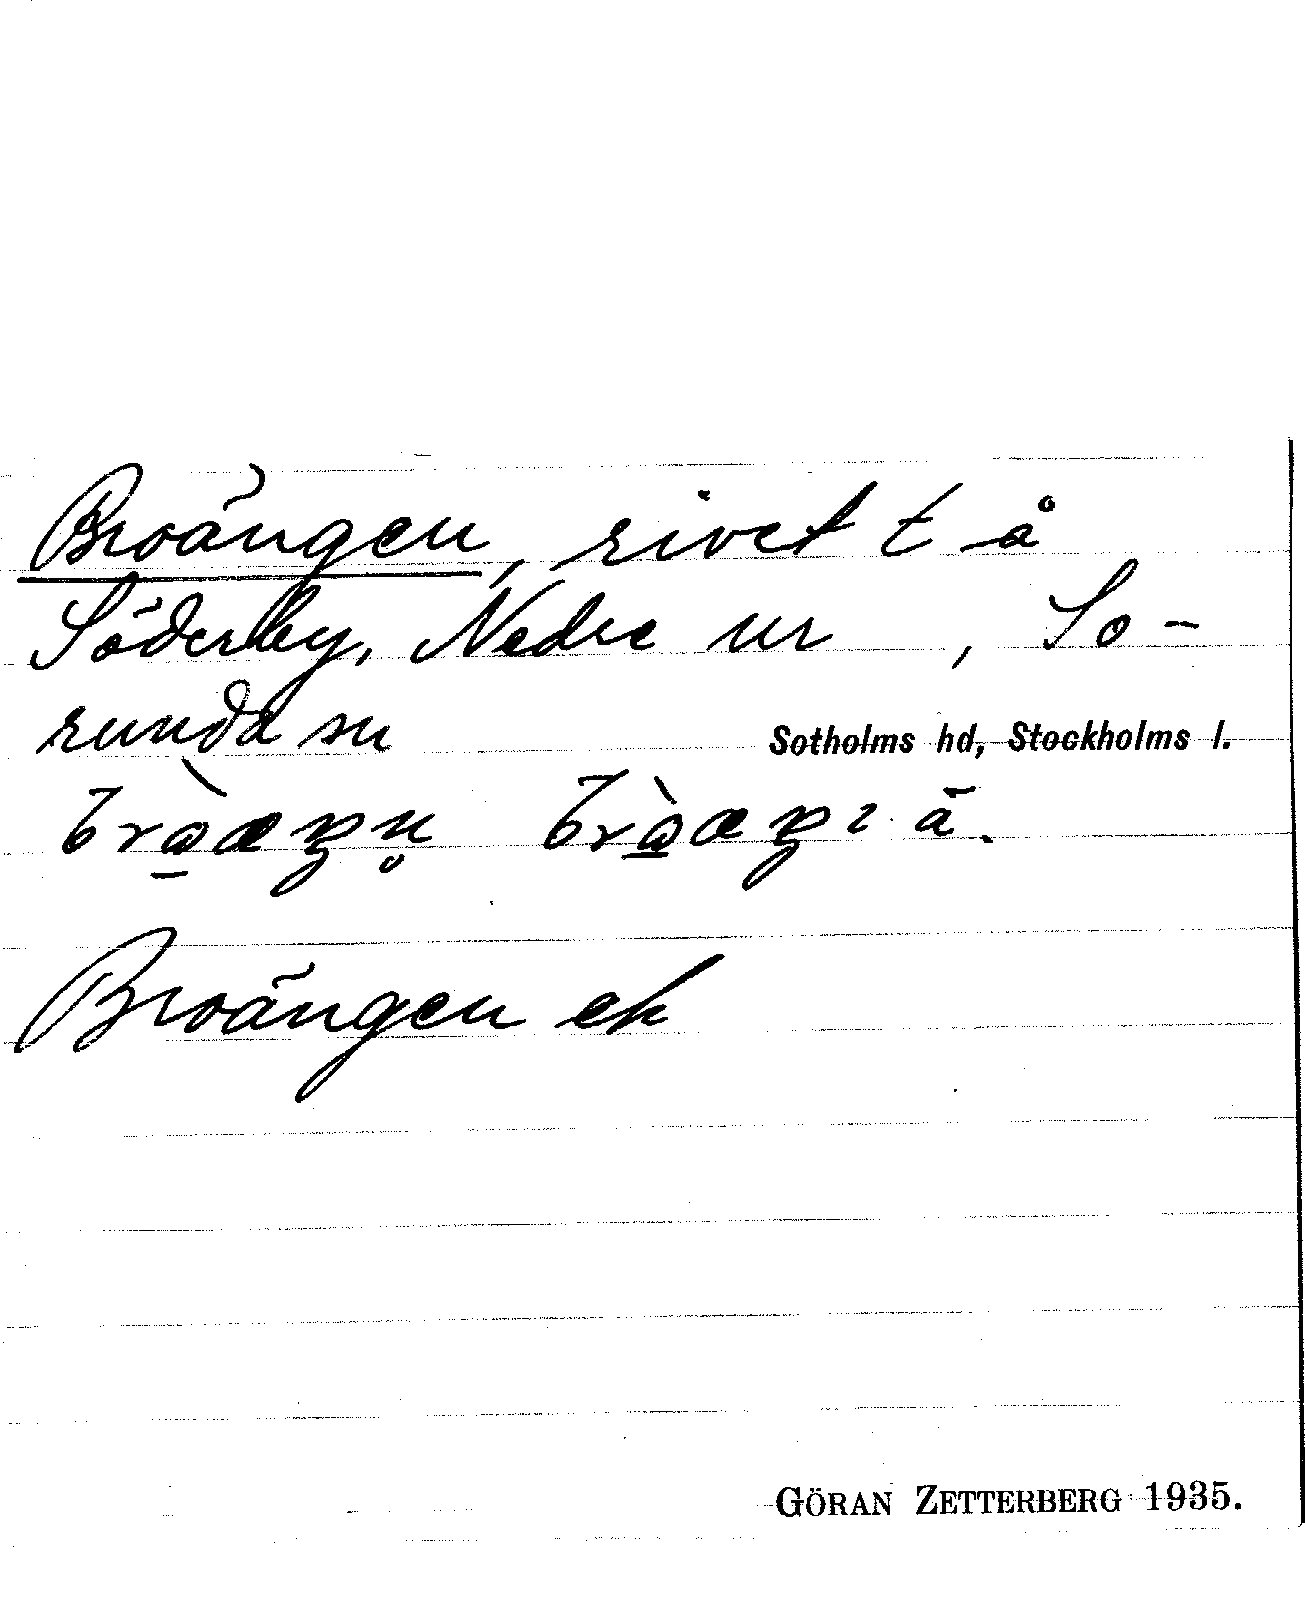 Broängen, rivet t å
Söderby, Nedre ur , So-
runda sn
Sotholms hd, Stockholms l.
Broängen ek
GÖRAN ZETTERBERG 1935.